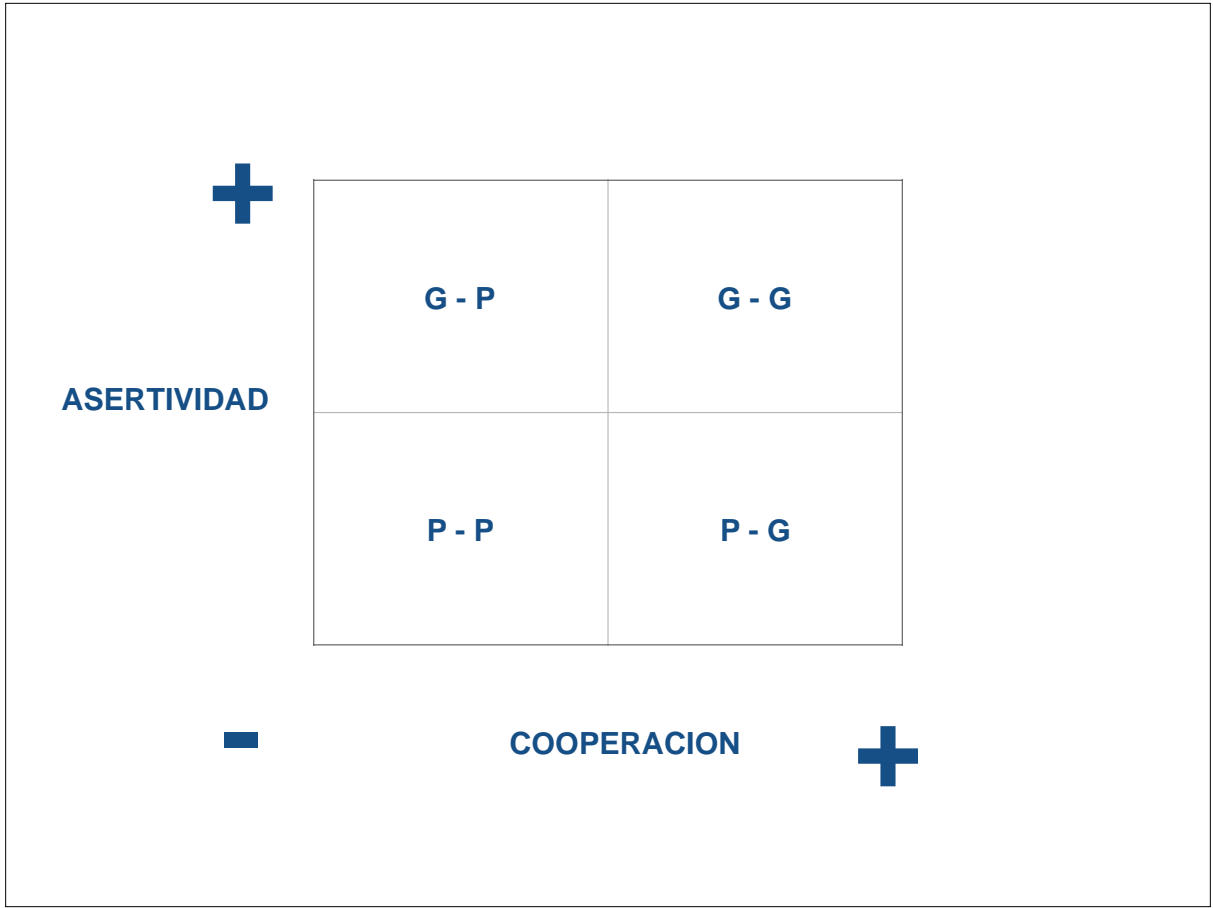 +
G - P
G - G
ASERTIVIDAD
P - P
P - G
-
COOPERACION
+